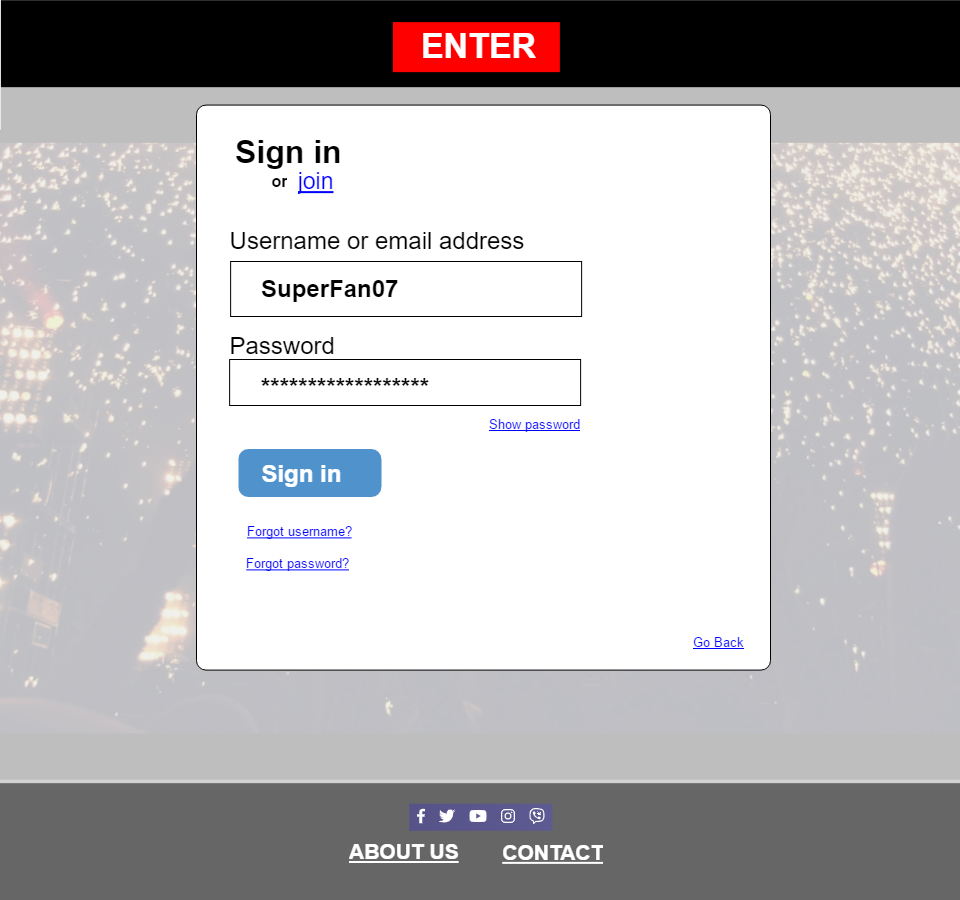 ENTER
Sign in
or join
Username or email address
SuperFan07
Password
******************
Show password
Sign in
Forgot username?
Forgot password?
Go Back
ABOUT US CONTACT